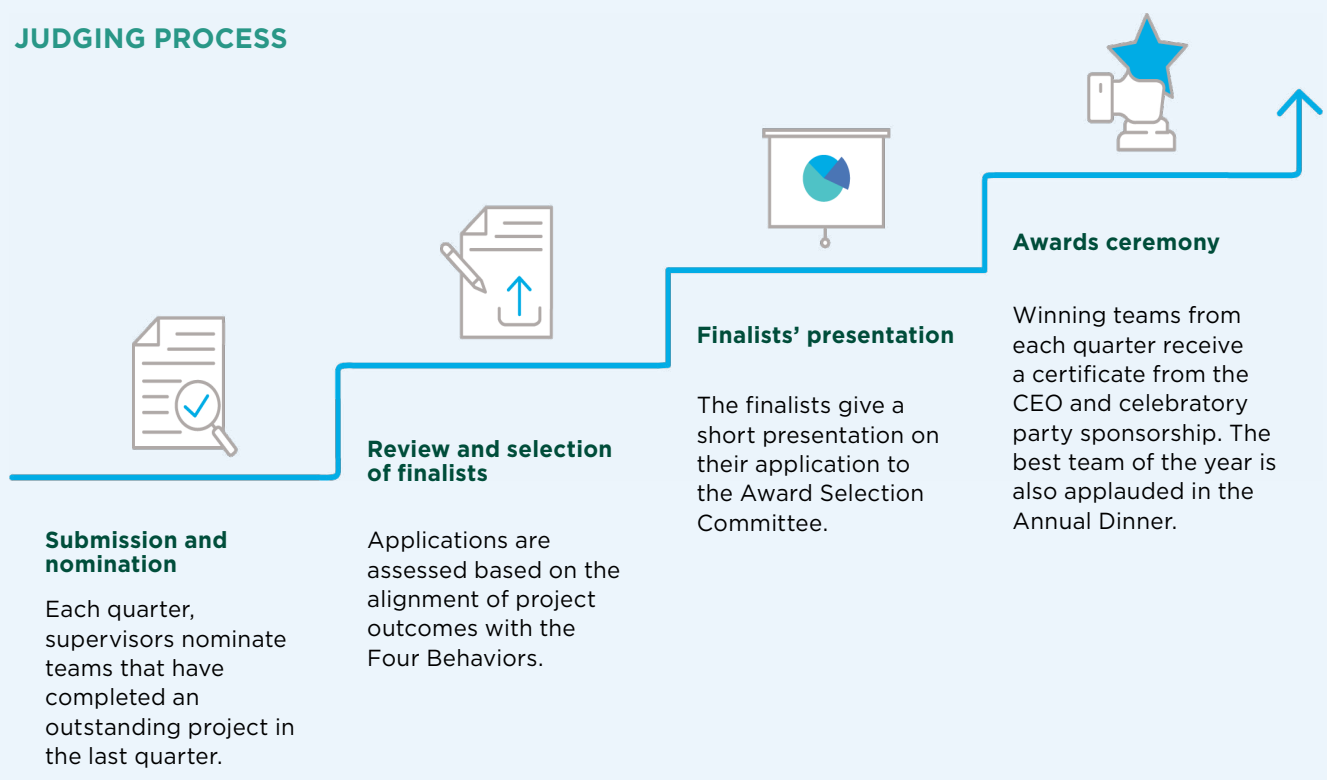 JUDGING PROCESS
Submission and
nomination
Each quarter,
supervisors nominate
teams that have
completed an
outstanding project in
the last quarter.
Review and selection
of finalists
Applications are
assessed based on the
alignment of project
outcomes with the
Four Behaviors.
Finalists’ presentation
The finalists give a
short presentation on
their application to
the Award Selection
Committee.
Awards ceremony
Winning teams from
each quarter receive
a certificate from the
CEO and celebratory
party sponsorship. The
best team of the year is
also applauded in the
Annual Dinner.